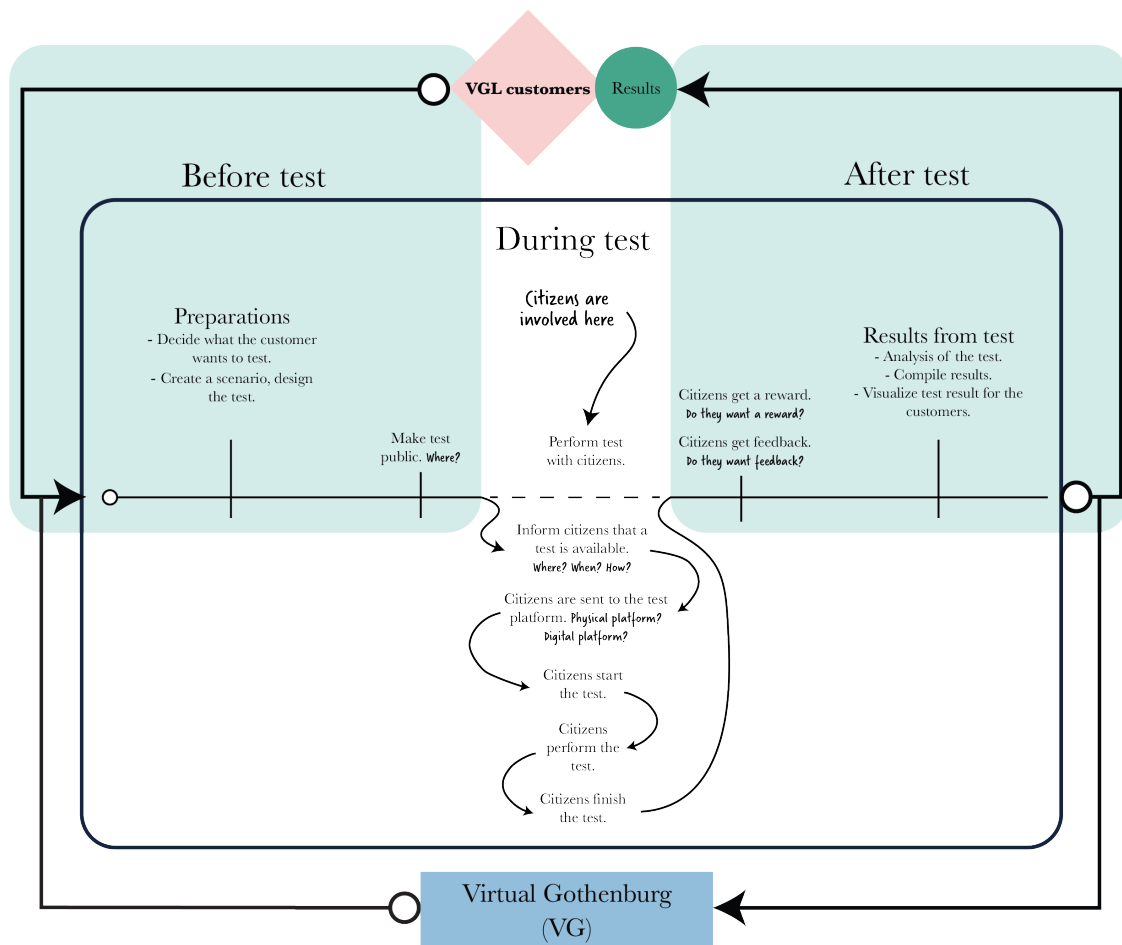 VGL customers
Results
Before test
After test
During test
Citizens are
involved here
Preparations
- Decide what the customer
wants to test.
- Create a scenario, design
the test.
Make test
public. Where?
Perform test
with citizens.
Citizens get a reward.
Do they want a reward?
Citizens get feedback.
Do they want feedback?
Results from test
- Analysis of the test.
- Compile results.
- Visualize test result for the
customers.
Inform citizens that a
test is available.
Where? When? How?
Citizens are sent to the test
platform. Physical platform?
Digital platform?
Citizens start
the test.
Citizens
perform the
test.
Citizens finish
the test.
Virtual Gothenburg
(VG)